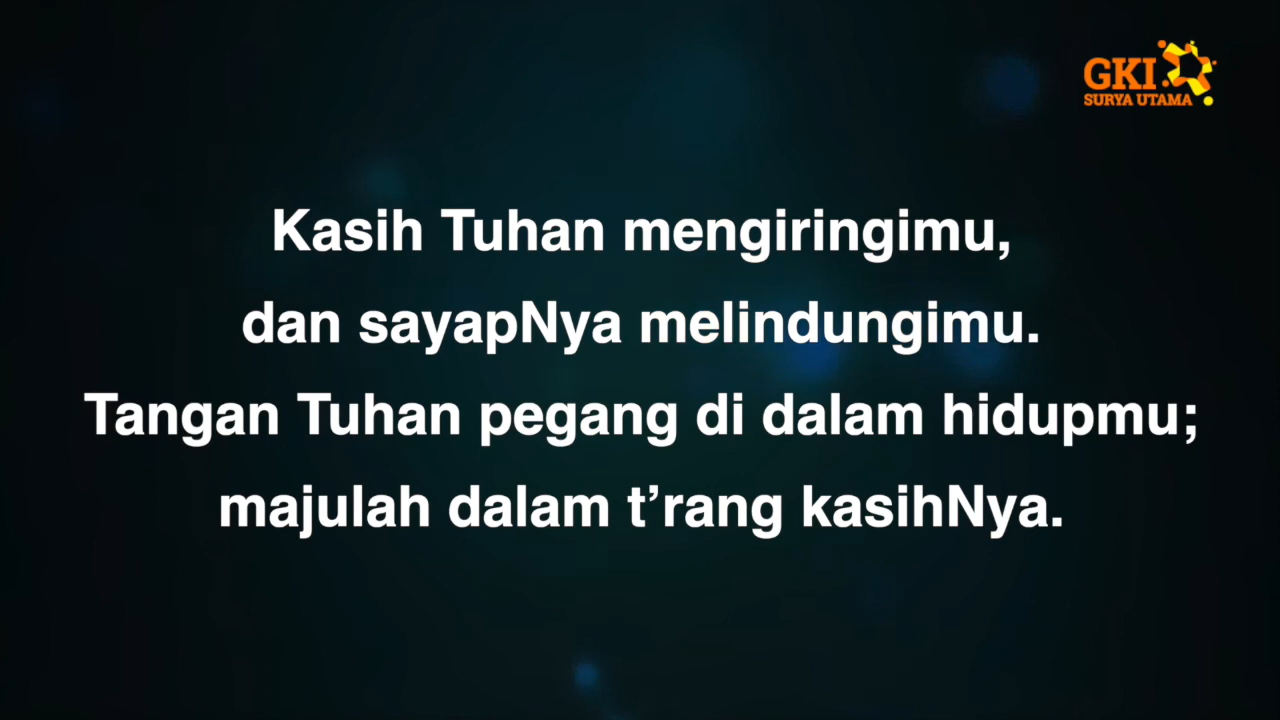 GKI
SURYA UTAMA
Kasih Tuhan mengiringimu,
dan sayapNya melindungimu.
Tangan Tuhan pegang di dalam hidupmu;
majulah dalam t’rang kasihNya.